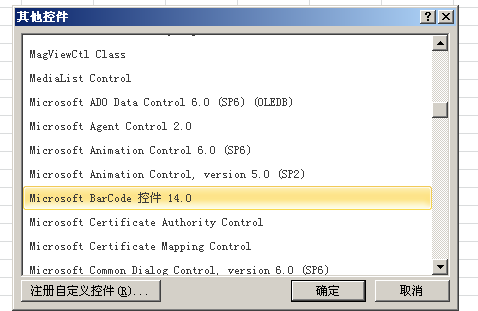 其他控件
MagViewCtl Class
MediaList Control
Microsoft ADO Data Control 6.0 (SP6) (OLEDB)
Microsoft Agent Control 2.0
Microsoft Animation Control 6.0 (SP6)
Microsoft Animation Control, version 5.0 (SP2)
Microsoft BarCode 控件 14.0
Microsoft Certificate Authority Control
Microsoft Certificate Mapping Control
Microsoft Common Dialog Control, version 6.0 (SP6)
注册自定义控件(R)... 确定 取消